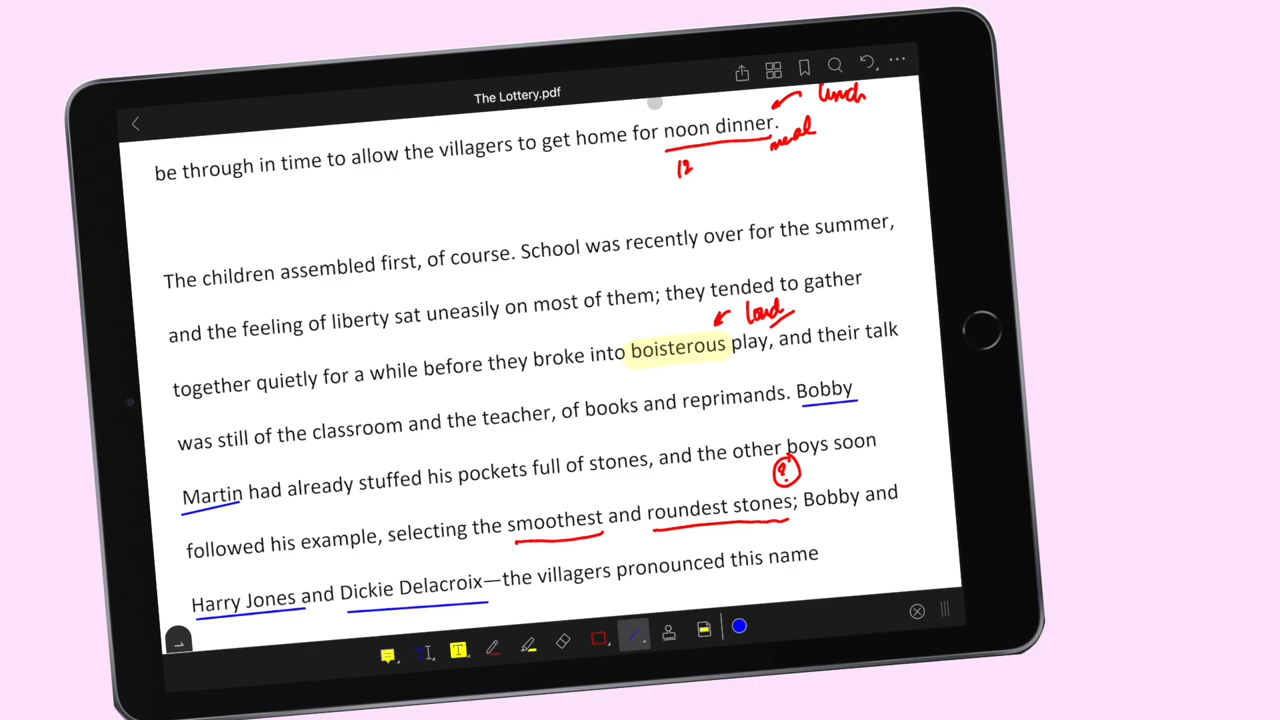 The Lottery.pdf
lunch
be through in time to allow the villagers to get home for noon dinner.
meal
12
The children assembled first, of course. School was recently over for the summer,
and the feeling of liberty sat uneasily on most of them; they tended to gather
loud
together quietly for a while before they broke into boisterous play, and their talk
was still of the classroom and the teacher, of books and reprimands. Bobby
Martin had already stuffed his pockets full of stones, and the other boys soon
?
followed his example, selecting the smoothest and roundest stones; Bobby and
Harry Jones and Dickie Delacroix—the villagers pronounced this name
1
T
T